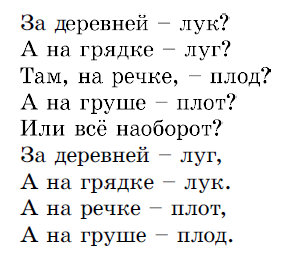 За деревней – лук?
А на грядке – луг?
Там, на речке, – плод?
А на груше – плот?
Или всё наоборот?
За деревней – луг,
А на грядке – лук.
А на речке – плот,
А на груше – плод.